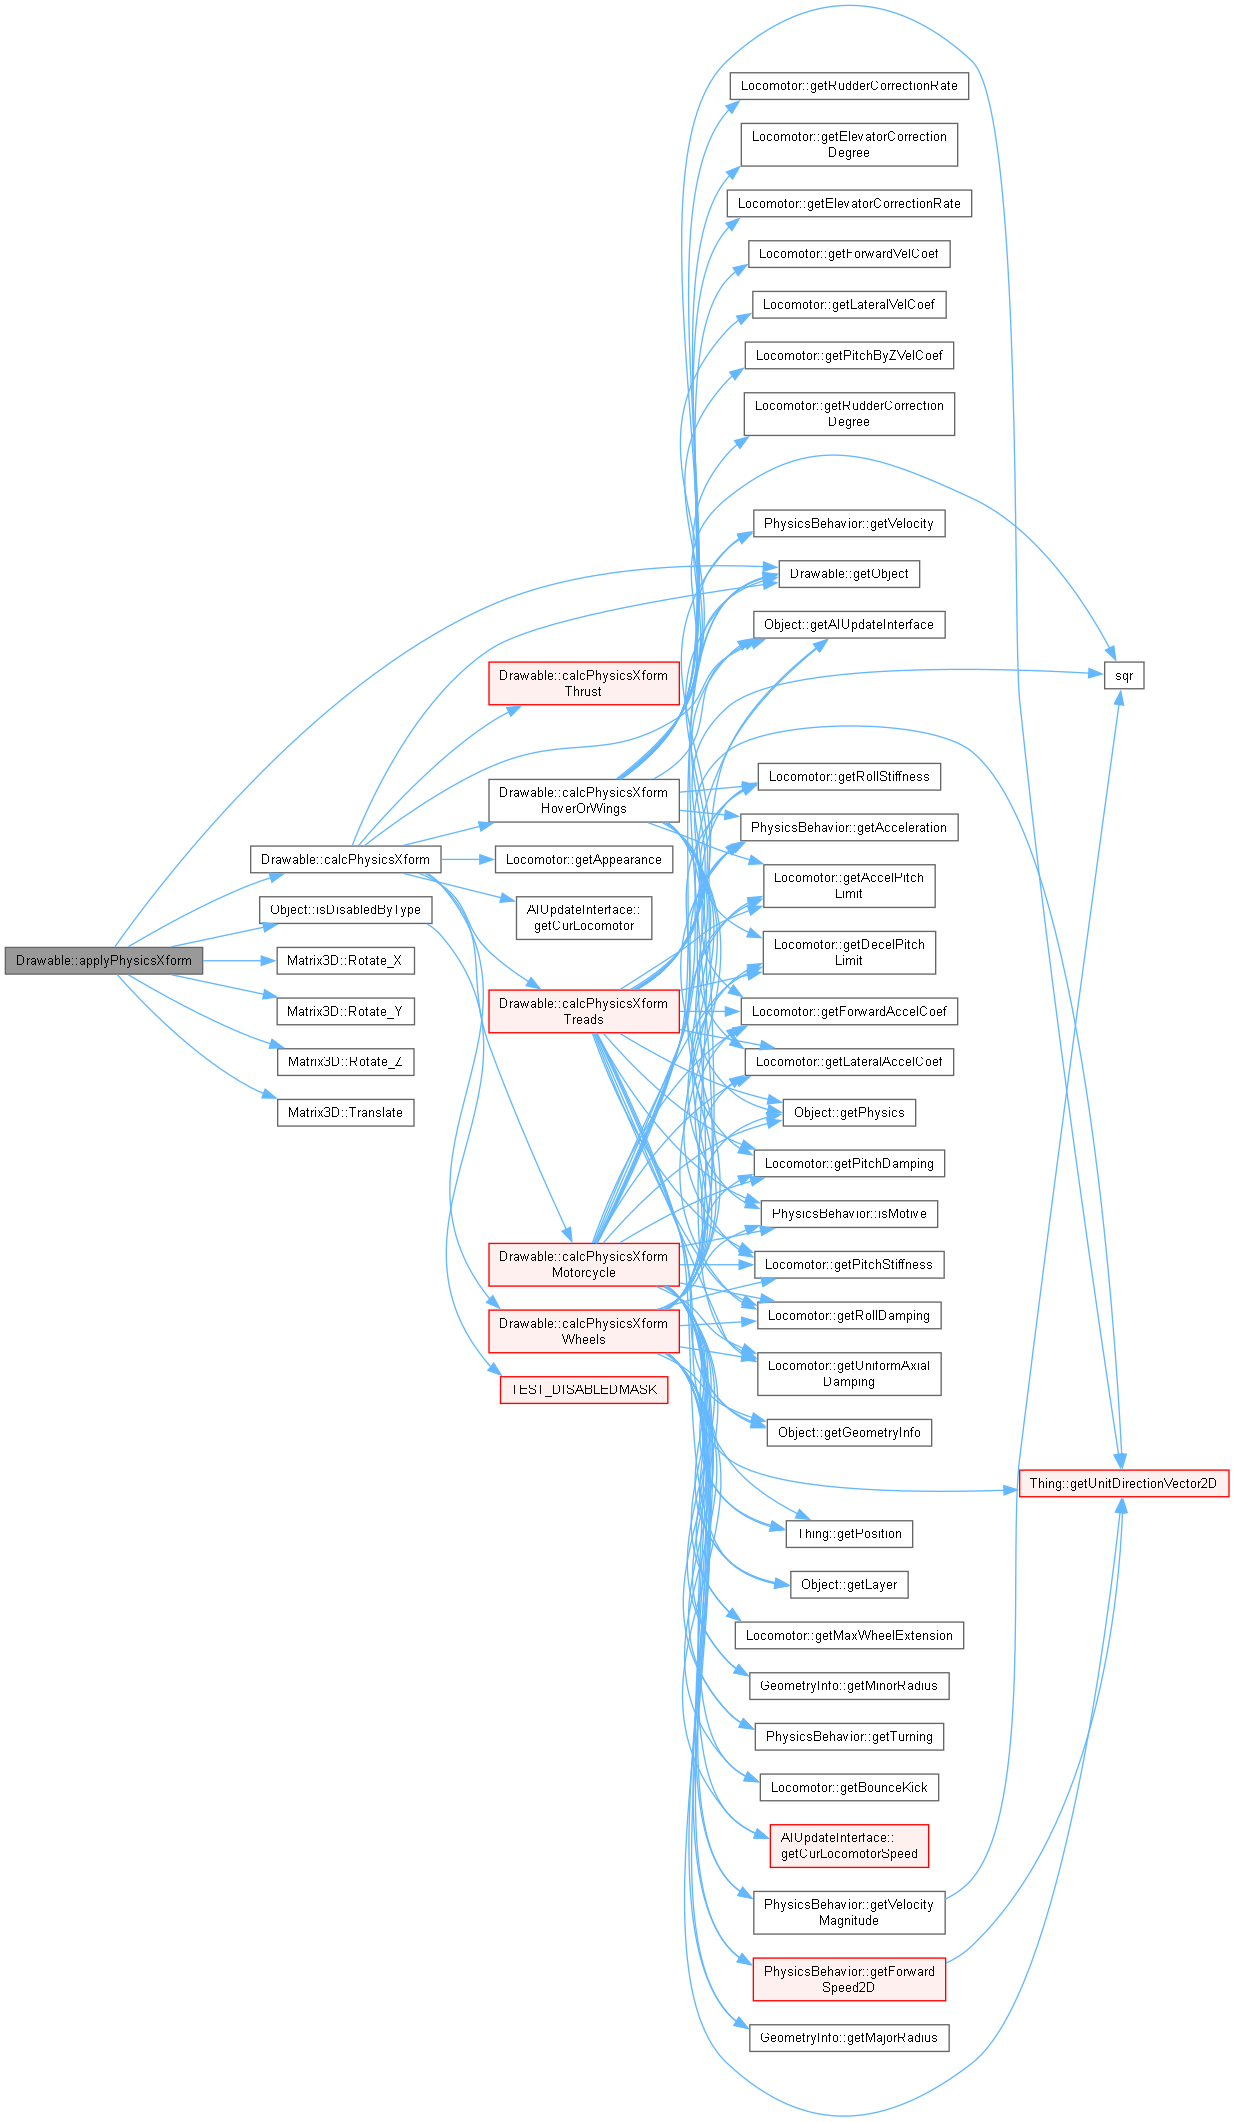 Drawable::applyPhysicsXform
Drawable::calcPhysicsXform
Object::isDisabledByType
Matrix3D::Rotate_X
Matrix3D::Rotate_Y
Matrix3D::Rotate_Z
Matrix3D::Translate
Drawable::calcPhysicsXform
Thrust
Drawable::calcPhysicsXform
HoverOrWings
Locomotor::getAppearance
AIUpdateInterface::
getCurLocomotor
Drawable::calcPhysicsXform
Treads
Drawable::calcPhysicsXform
Motorcycle
Drawable::calcPhysicsXform
Wheels
TEST_DISABLEDMASK
Locomotor::getRudderCorrectionRate
Locomotor::getElevatorCorrection
Degree
Locomotor::getElevatorCorrectionRate
Locomotor::getForwardVelCoef
Locomotor::getLateralVelCoef
Locomotor::getPitchByZVelCoef
Locomotor::getRudderCorrection
Degree
PhysicsBehavior::getVelocity
Drawable::getObject
Object::getAIUpdateInterface
Locomotor::getRollStiffness
PhysicsBehavior::getAcceleration
Locomotor::getAccelPitch
Limit
Locomotor::getDecelPitch
Limit
Locomotor::getForwardAccelCoef
Locomotor::getLateralAccelCoef
Object::getPhysics
Locomotor::getPitchDamping
PhysicsBehavior::isMotive
Locomotor::getPitchStiffness
Locomotor::getRollDamping
Locomotor::getUniformAxial
Damping
Object::getGeometryInfo
Thing::getPosition
Object::getLayer
Locomotor::getMaxWheelExtension
GeometryInfo::getMinorRadius
PhysicsBehavior::getTurning
Locomotor::getBounceKick
AIUpdateInterface::
getCurLocomotorSpeed
PhysicsBehavior::getVelocity
Magnitude
PhysicsBehavior::getForward
Speed2D
GeometryInfo::getMajorRadius
sqr
Thing::getUnitDirectionVector2D